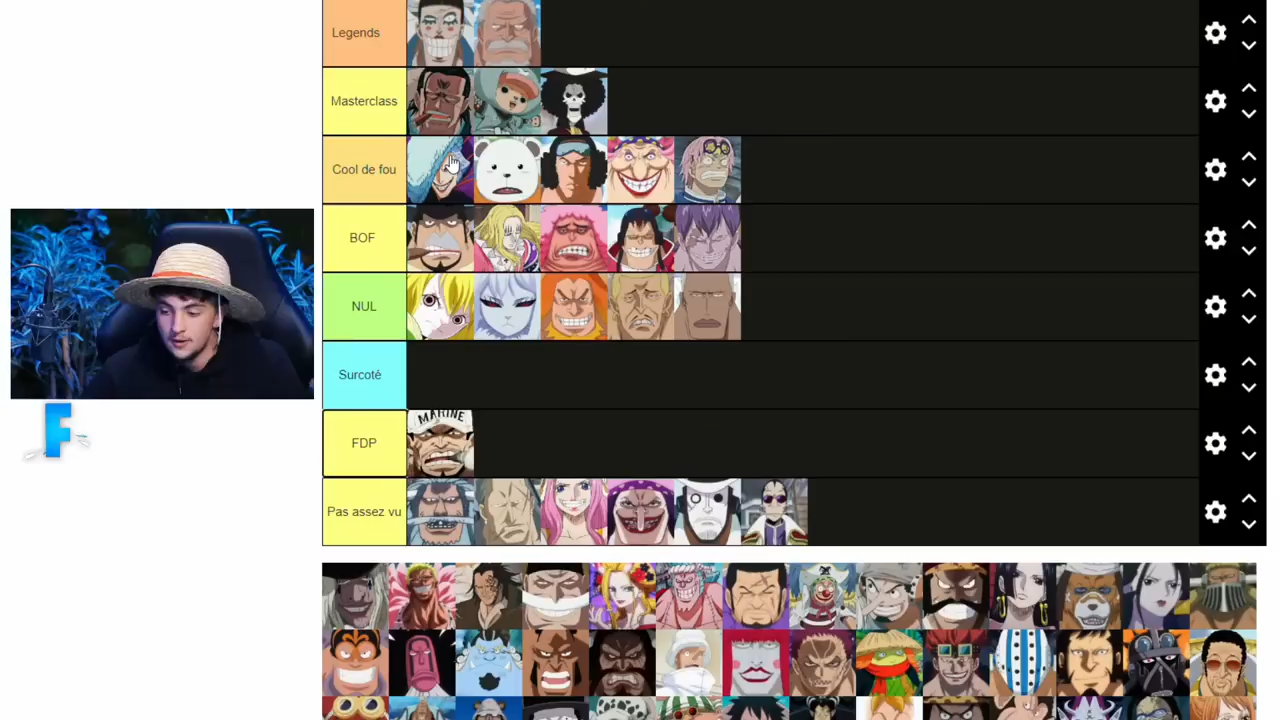 Legends
Masterclass
Cool de fou
BOF
NUL
Surcoté
FDP
MARINE
Pas assez vu
F